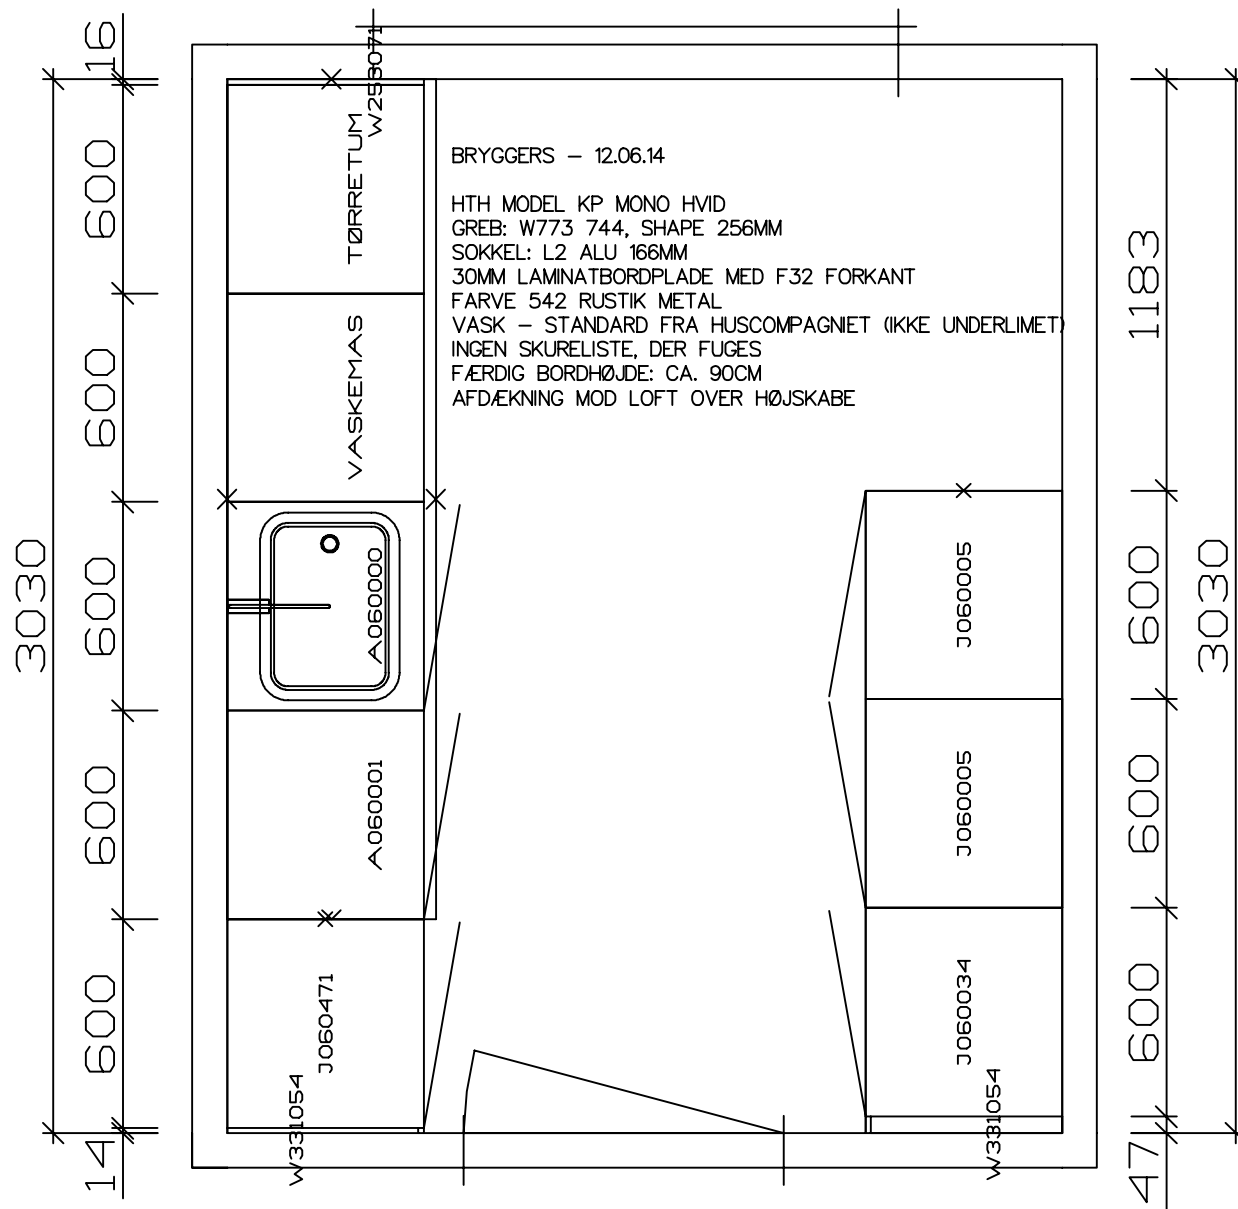 16
W253071
TØRRETUM
600
BRYGGERS – 12.06.14
HTH MODEL KP MONO HVID
GREB: W773 744, SHAPE 256MM
SOKKEL: L2 ALU 166MM
30MM LAMINATBORDPLADE MED F32 FORKANT
FARVE 542 RUSTIK METAL
VASK – STANDARD FRA HUSCOMPAGNIET (IKKE UNDERLIMET)
INGEN SKURELISTE, DER FUGES
FÆRDIG BORDHØJDE: CA. 90CM
AFDÆKNING MOD LOFT OVER HØJSKABE
1183
600
VASKEMAS
3030
600
A060000
J060005
600
3030
600
A060001
J060005
600
600
J060471
J060034
600
14
W331054
W331054
47